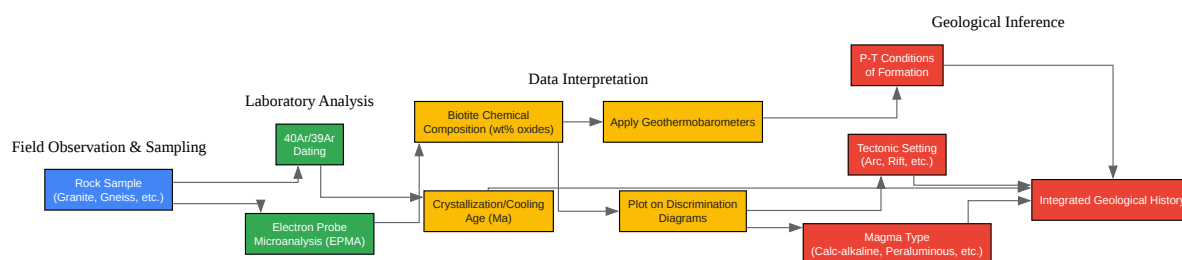 Geological Inference
P-T Conditions
of Formation
Data Interpretation
Laboratory Analysis
Biotite Chemical
Composition (wt% oxides)
Apply Geothermobarometers
40Ar/39Ar
Dating
Field Observation & Sampling
Tectonic Setting
(Arc, Rift, etc.)
Rock Sample
(Granite, Gneiss, etc.)
Crystallization/Cooling
Age (Ma)
Plot on Discrimination
Diagrams
Integrated Geological History
Electron Probe
Microanalysis (EPMA)
Magma Type
(Calc-alkaline, Peraluminous, etc.)